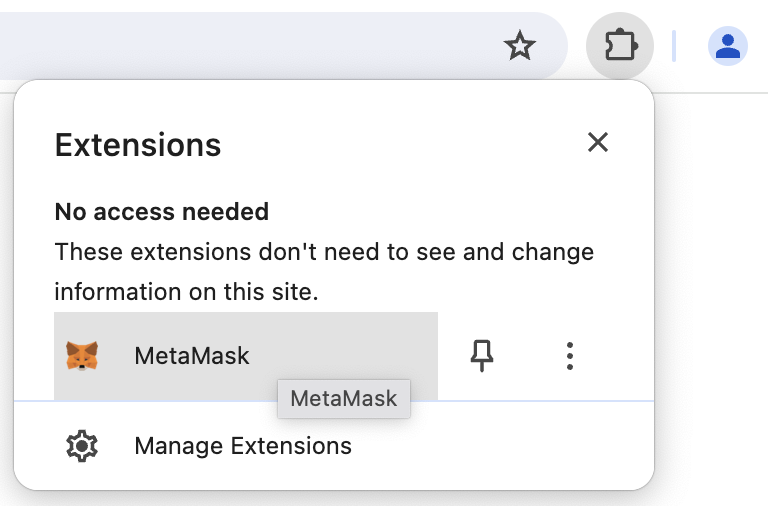 Extensions
No access needed
These extensions don't need to see and change
information on this site.
MetaMask
MetaMask
Manage Extensions